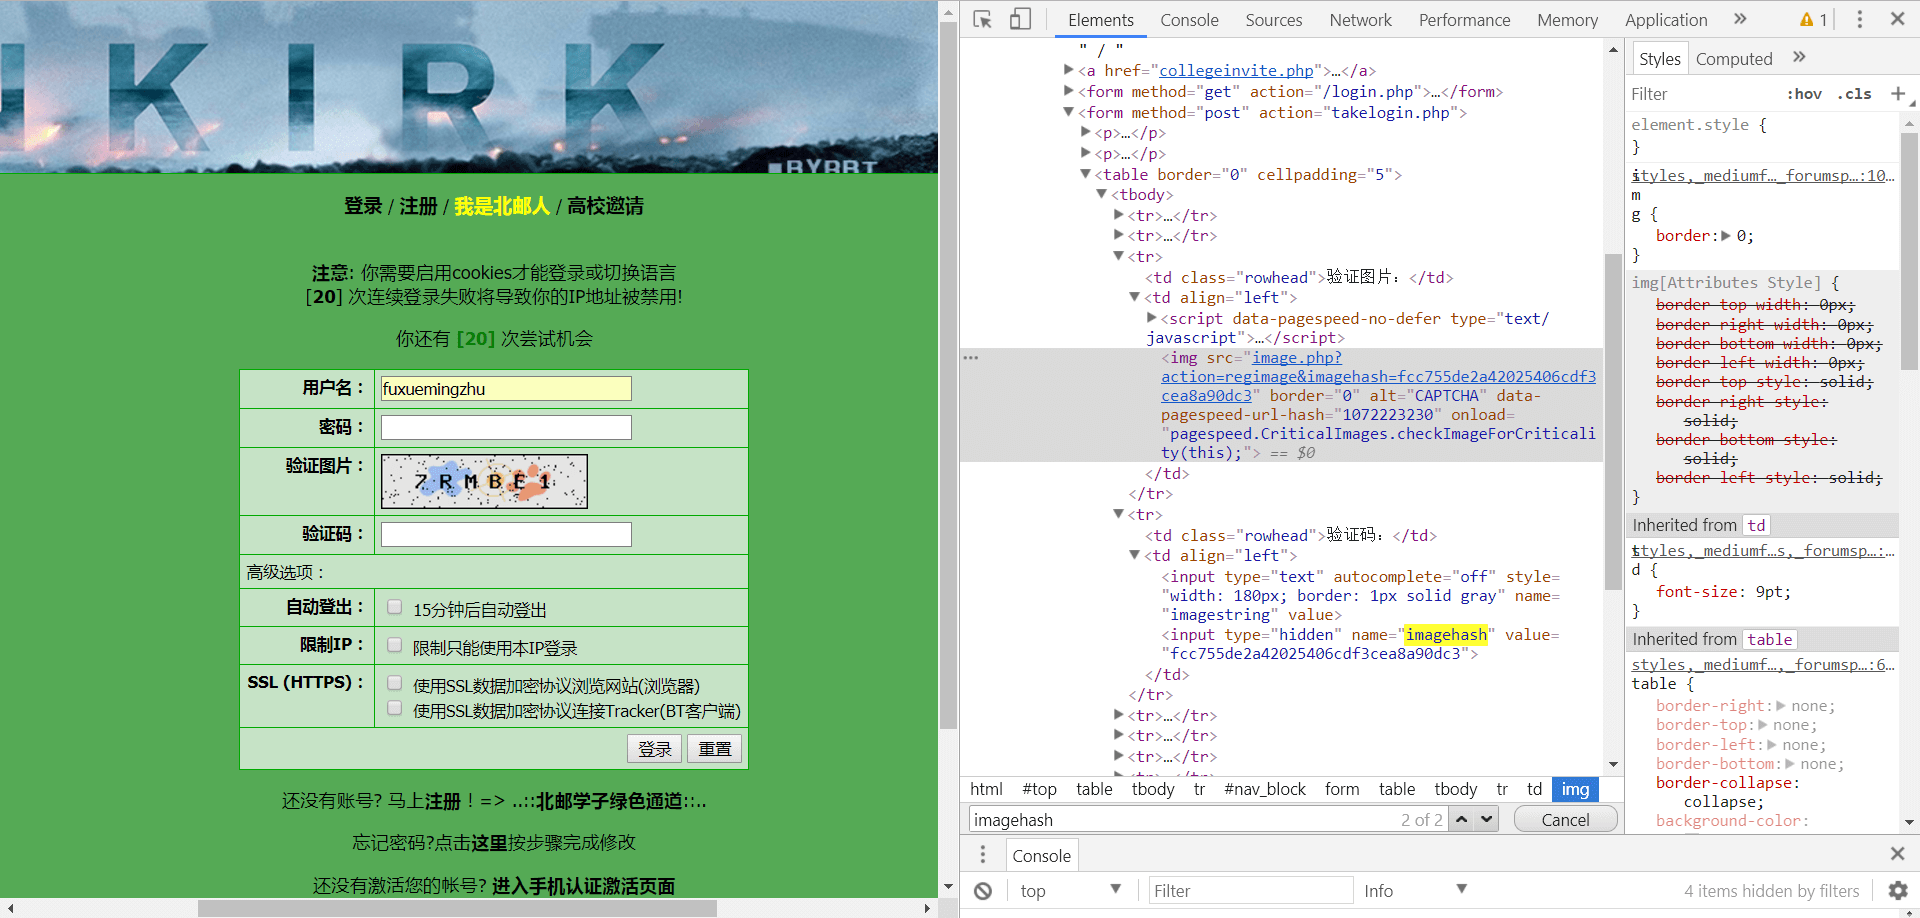 I K I R K
BYRBT
登录 / 注册 / 我是北邮人 / 高校邀请
注意: 你需要启用cookies才能登录或切换语言
[20] 次连续登录失败将导致你的IP地址被禁用!
你还有 [20] 次尝试机会
用户名： fuxuemingzhu
密码：
验证图片： 7RMBE1
验证码：
高级选项：
自动登出： 15分钟后自动登出
限制IP： 限制只能使用本IP登录
SSL (HTTPS)： 使用SSL数据加密协议浏览网站(浏览器)
使用SSL数据加密协议连接Tracker(BT客户端)
登录 重置
还没有账号? 马上注册！=> ..::北邮学子绿色通道::..
忘记密码?点击这里按步骤完成修改
还没有激活您的帐号? 进入手机认证激活页面
Elements Console Sources Network Performance Memory Application » 1
" / "
<a href="collegeinvite.php">…</a>
<form method="get" action="/login.php">…</form>
<form method="post" action="takelogin.php">
<p>…</p>
<p>…</p>
<table border="0" cellpadding="5">
<tbody>
<tr>…</tr>
<tr>…</tr>
<tr>
<td class="rowhead">验证图片：</td>
<td align="left">
<script data-pagespeed-no-defer type="text/
javascript">…</script>
<img src="image.php?
action=regimage&imagehash=fcc755de2a42025406cdf3
cea8a90dc3" border="0" alt="CAPTCHA" data-
pagespeed-url-hash="1072223230" onload=
"pagespeed.CriticalImages.checkImageForCriticali
ty(this);"> == $0
</td>
</tr>
<tr>
<td class="rowhead">验证码：</td>
<td align="left">
<input type="text" autocomplete="off" style=
"width: 180px; border: 1px solid gray" name=
"imagestring" value>
<input type="hidden" name="imagehash" value=
"fcc755de2a42025406cdf3cea8a90dc3">
</td>
</tr>
<tr>…</tr>
<tr>…</tr>
<tr>…</tr>
html #top table tbody tr #nav_block form table tbody tr td img
imagehash 2 of 2 Cancel
Styles Computed »
Filter :hov .cls +
element.style {
}
styles,_mediumf…_forumsp…:10…
im
g {
border: 0;
}
img[Attributes Style] {
border-top-width: 0px;
border-right-width: 0px;
border-bottom-width: 0px;
border-left-width: 0px;
border-top-style: solid;
border-right-style:
solid;
border-bottom-style:
solid;
border-left-style: solid;
}
Inherited from td
styles,_mediumf…s,_forumsp…:…
td {
font-size: 9pt;
}
Inherited from table
styles,_mediumf…,_forumsp…:6…
table {
border-right: none;
border-top: none;
border-left: none;
border-bottom: none;
border-collapse:
collapse;
background-color:
Console
top Filter Info 4 items hidden by filters